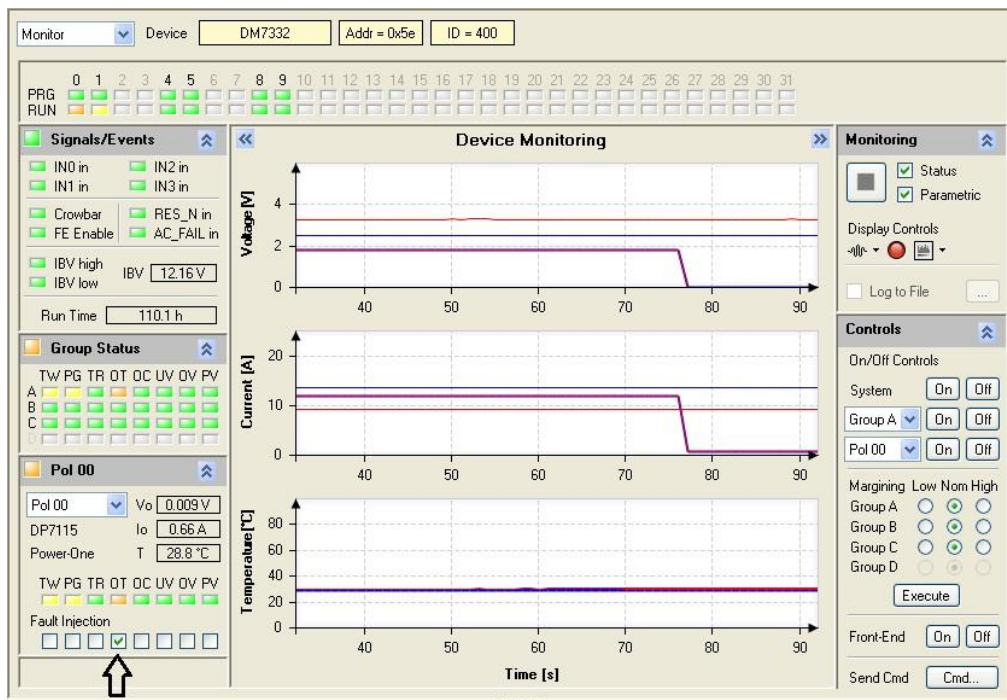 Monitor Device DM7332 Addr = 0x5e ID = 400
0 1 2 3 4 5 6 7 8 9 10 11 12 13 14 15 16 17 18 19 20 21 22 23 24 25 26 27 28 29 30 31
PRG
RUN
Signals/Events
IN0 in IN2 in
IN1 in IN3 in
Crowbar RES_N in
FE Enable AC_FAIL in
IBV high
IBV low
IBV 12.16 V
Run Time 110.1 h
Group Status
TW PG TR OT OC UV OV PV
A
B
C
D
Pol 00
Pol 00 Vo 0.009 V
DP7115 Io 0.66 A
Power-One T 28.8 °C
TW PG TR OT OC UV OV PV
Fault Injection
Device Monitoring
Voltage [V]
4
2
0
40 50 60 70 80 90
Current [A]
20
10
0
40 50 60 70 80 90
Temperature [°C]
80
60
40
20
0
40 50 60 70 80 90
Time [s]
Monitoring
Status
Parametric
Display Controls
Log to File ...
Controls
On/Off Controls
System On Off
Group A On Off
Pol 00 On Off
Margining Low Nom High
Group A
Group B
Group C
Group D
Execute
Front-End On Off
Send Cmd Cmd...